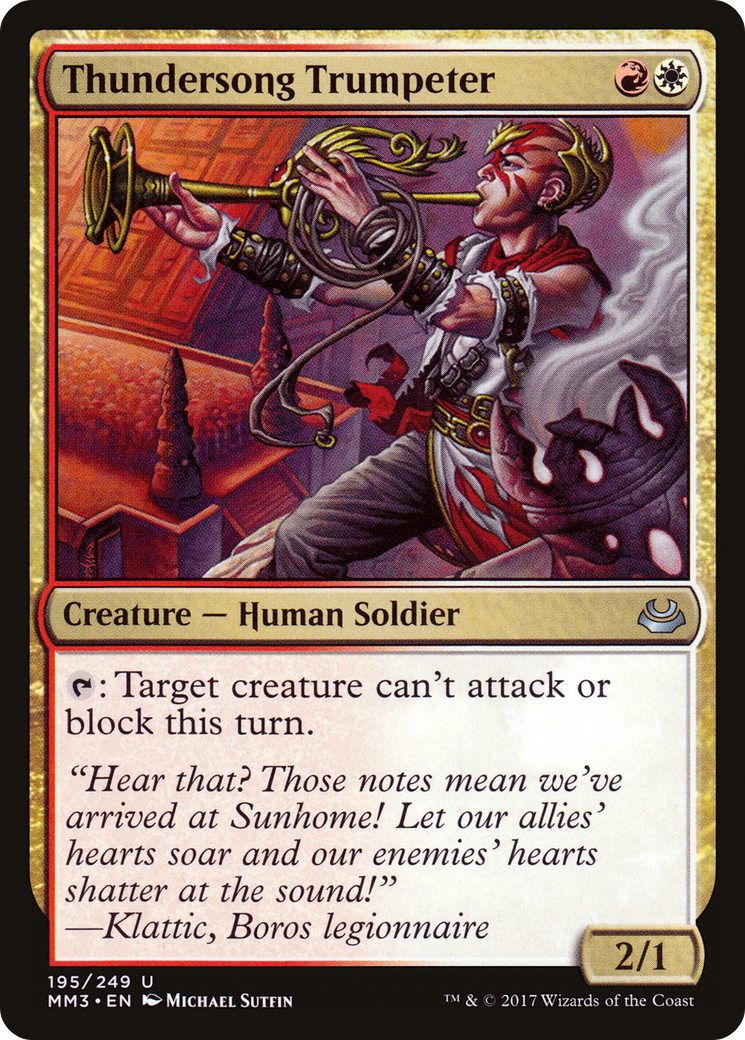 Thundersong Trumpeter
Creature — Human Soldier
: Target creature can't attack or
block this turn.
“Hear that? Those notes mean we’ve
arrived at Sunhome! Let our allies’
hearts soar and our enemies’ hearts
shatter at the sound!”
—Klattic, Boros legionnaire
2/1
195/249 U
MM3 • EN Michael Sutfin
™ & © 2017 Wizards of the Coast